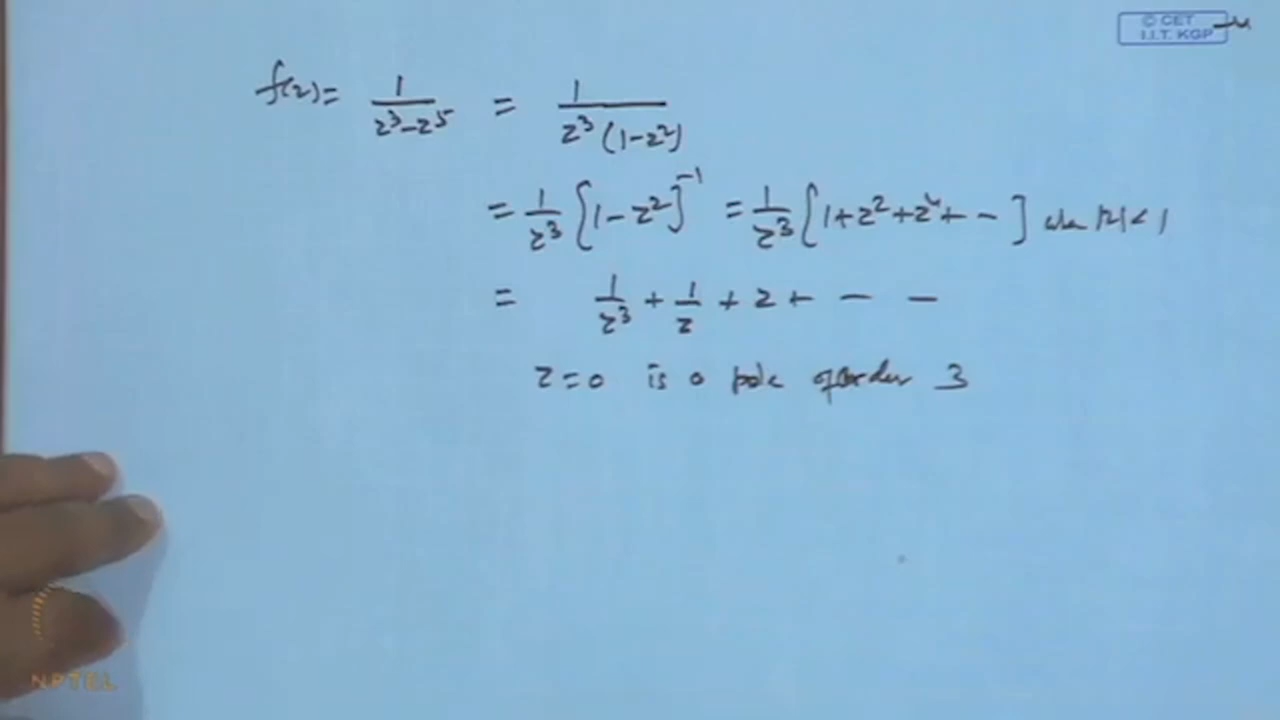 © CET
I.I.T. KGP
f(z) = 1/(z³-z⁵) = 1/(z³(1-z²))
= 1/z³ [1-z²]⁻¹ = 1/z³ [1+z²+z⁴+ - ] |z|< 1
= 1/z³ + 1/z + z + - -
z=0 is a pole of order 3
NPTEL